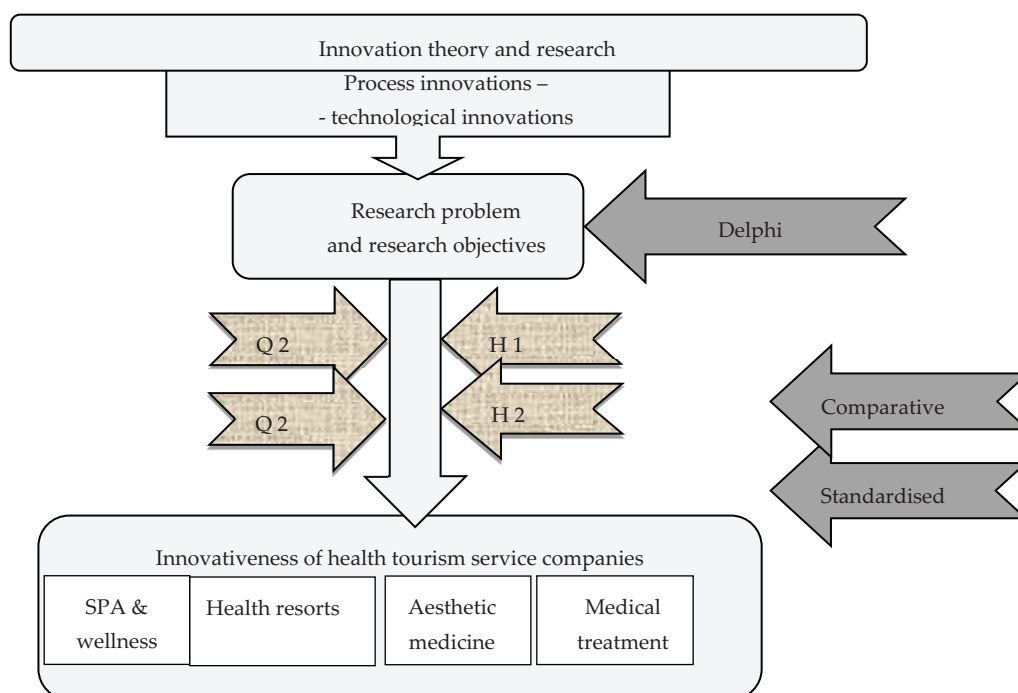 Innovation theory and research
Process innovations –
- technological innovations
Research problem
and research objectives
Delphi
Q 2
H 1
Q 2
H 2
Comparative
Standardised
Innovativeness of health tourism service companies
SPA &
wellness
Health resorts
Aesthetic
medicine
Medical
treatment